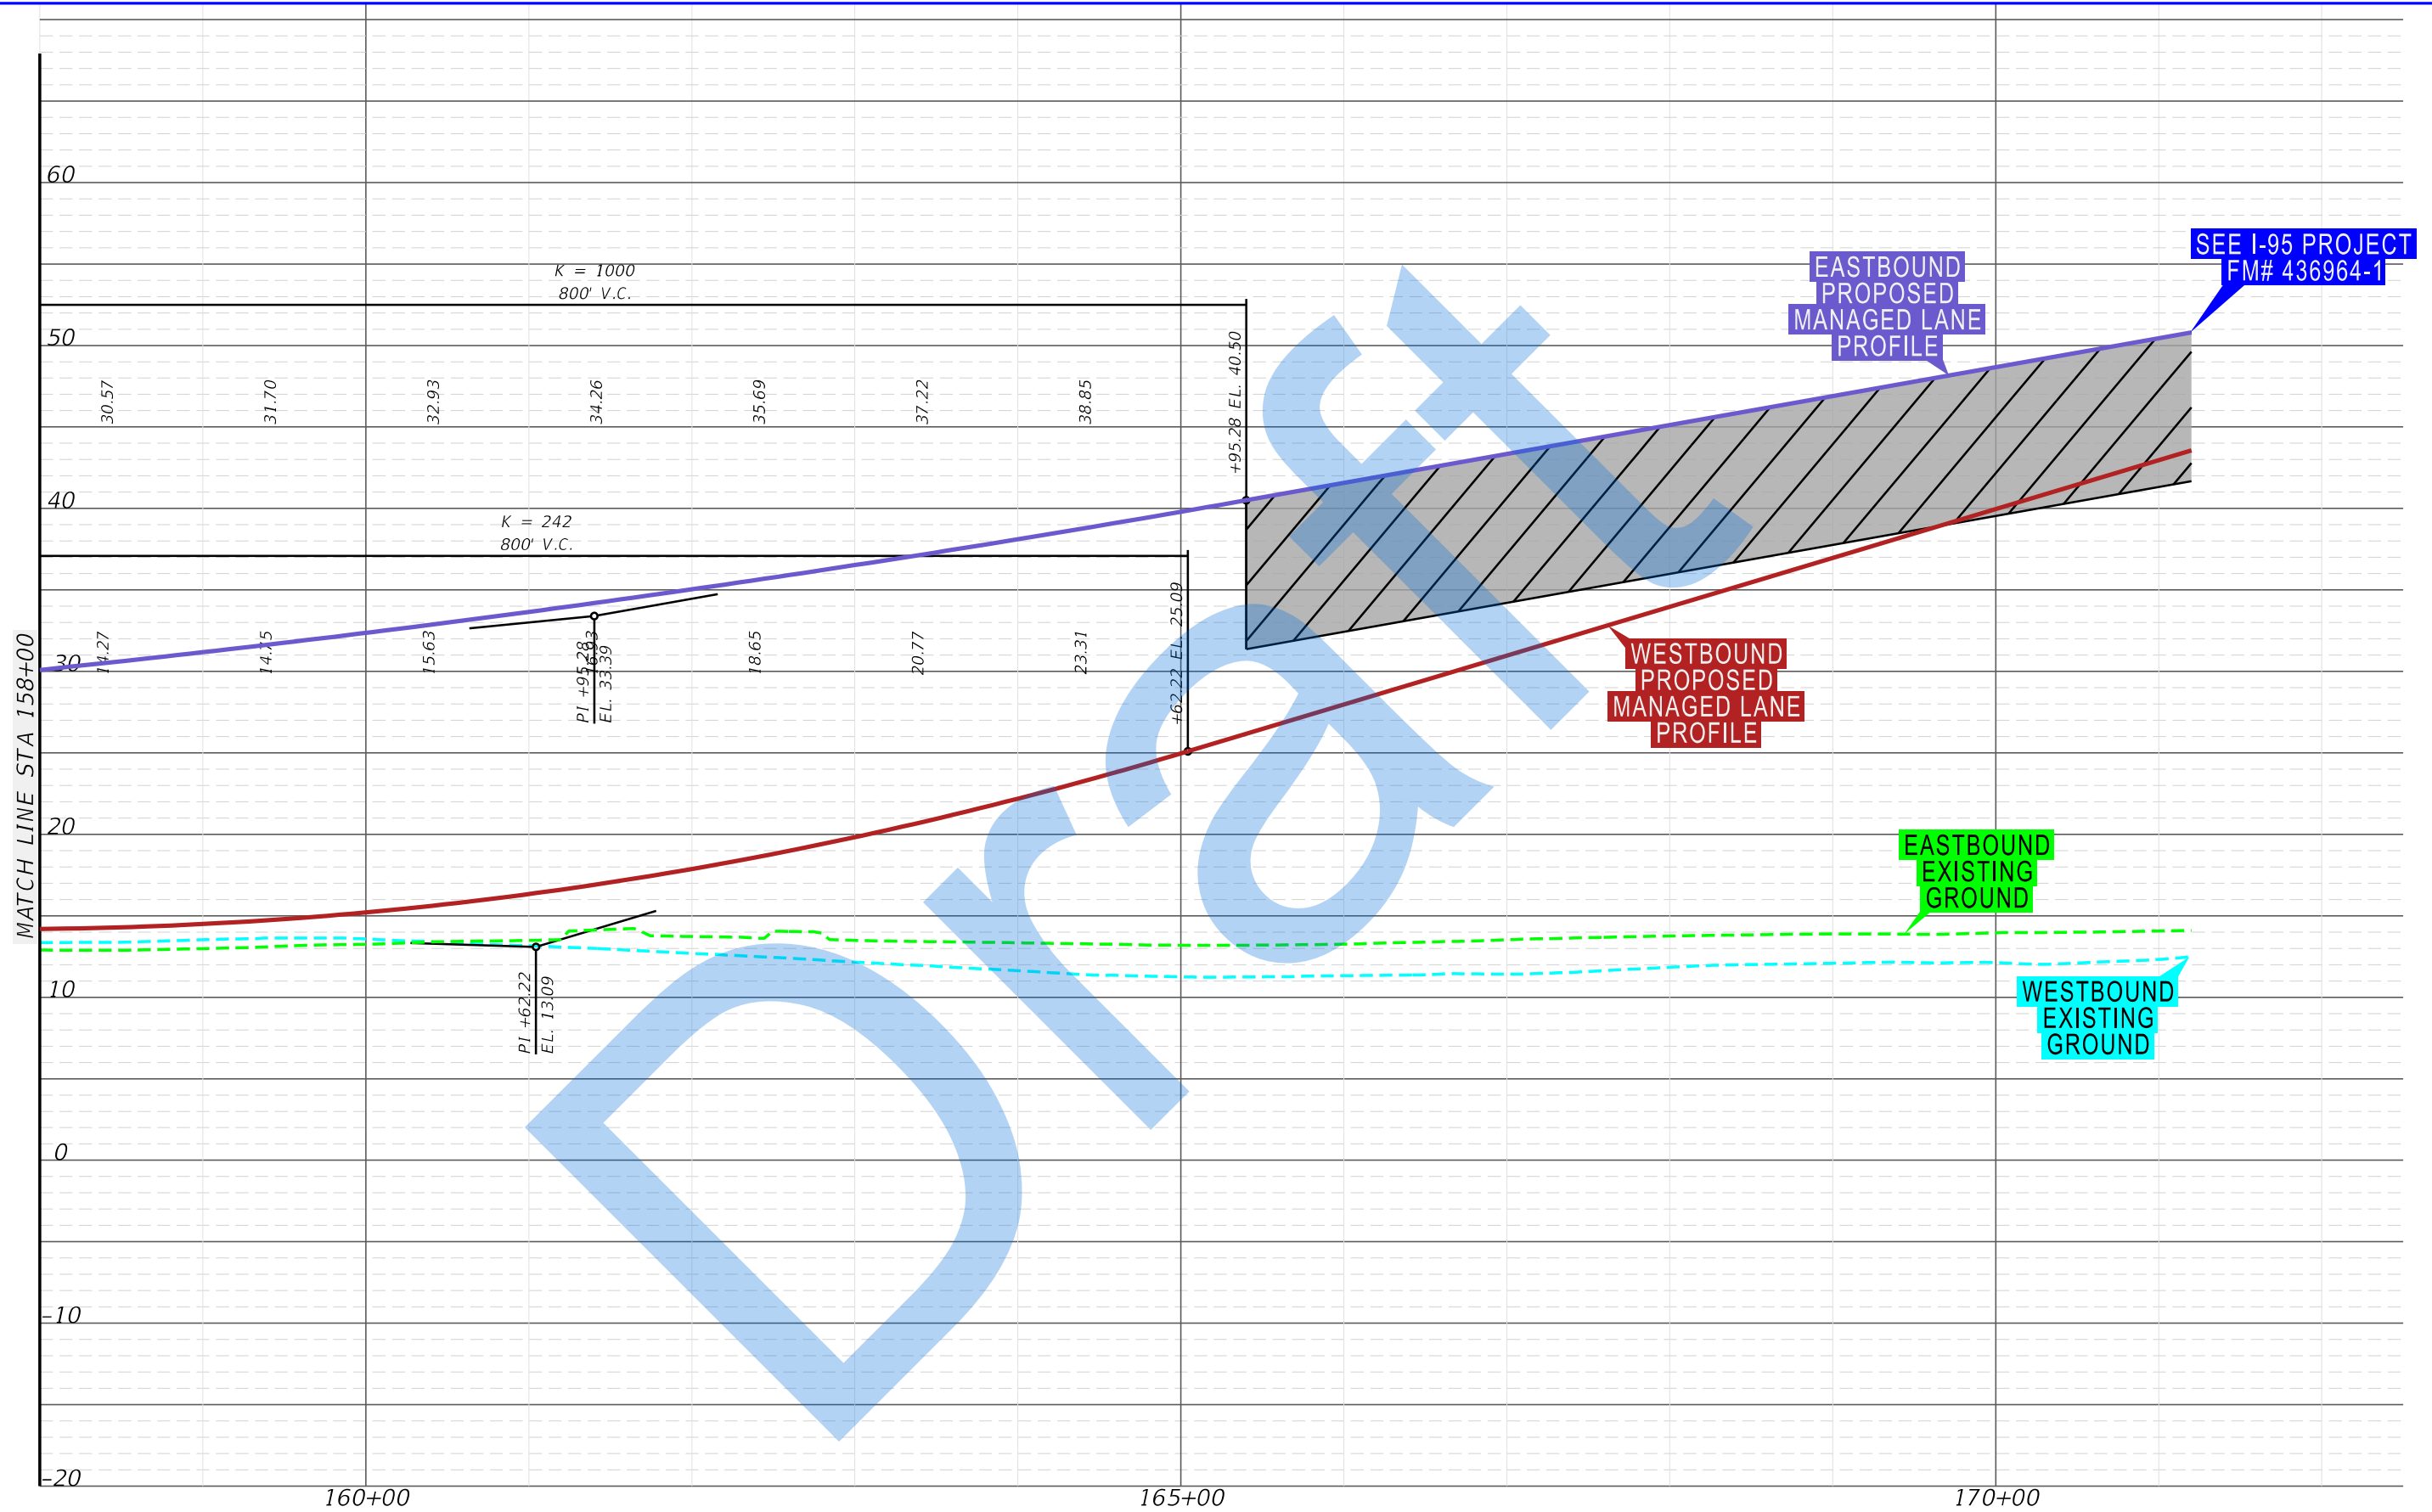 SEE I-95 PROJECT
FM# 436964-1
EASTBOUND
PROPOSED
MANAGED LANE
PROFILE
K = 1000
800' V.C.
+95.28 EL. 40.50
30.57
31.70
32.93
34.26
35.69
37.22
38.85
K = 242
800' V.C.
+62.22 EL. 25.09
14.27
14.75
15.63
16.93
18.65
20.77
23.31
PI +95.28
EL. 33.39
WESTBOUND
PROPOSED
MANAGED LANE
PROFILE
MATCH LINE STA 158+00
EASTBOUND
EXISTING
GROUND
WESTBOUND
EXISTING
GROUND
PI +62.22
EL. 13.09
Draft
60
50
40
30
20
10
0
-10
-20
160+00
165+00
170+00